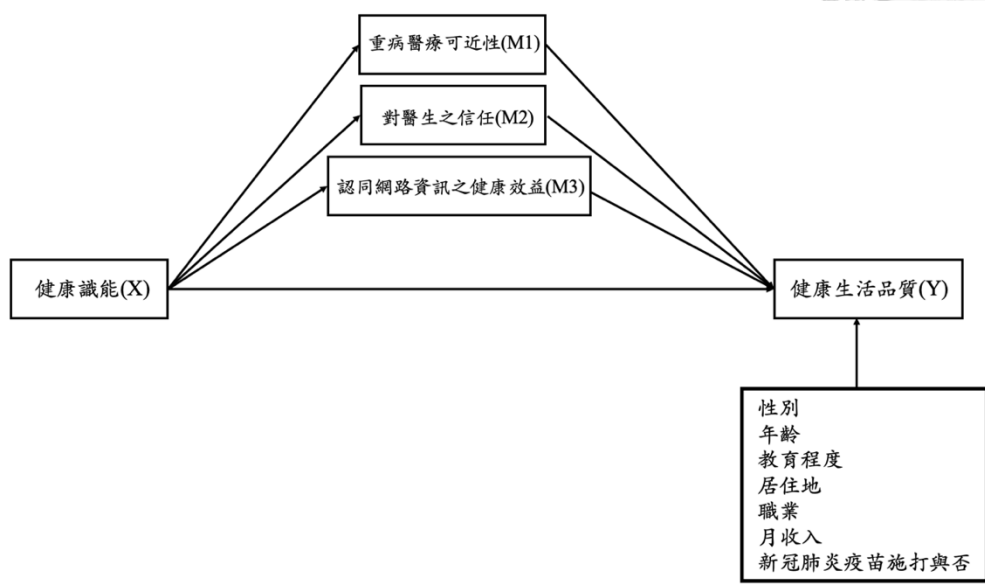 重病醫療可近性(M1)
對醫生之信任(M2)
認同網路資訊之健康效益(M3)
健康識能(X)
健康生活品質(Y)
性別
年齡
教育程度
居住地
職業
月收入
新冠肺炎疫苗施打與否